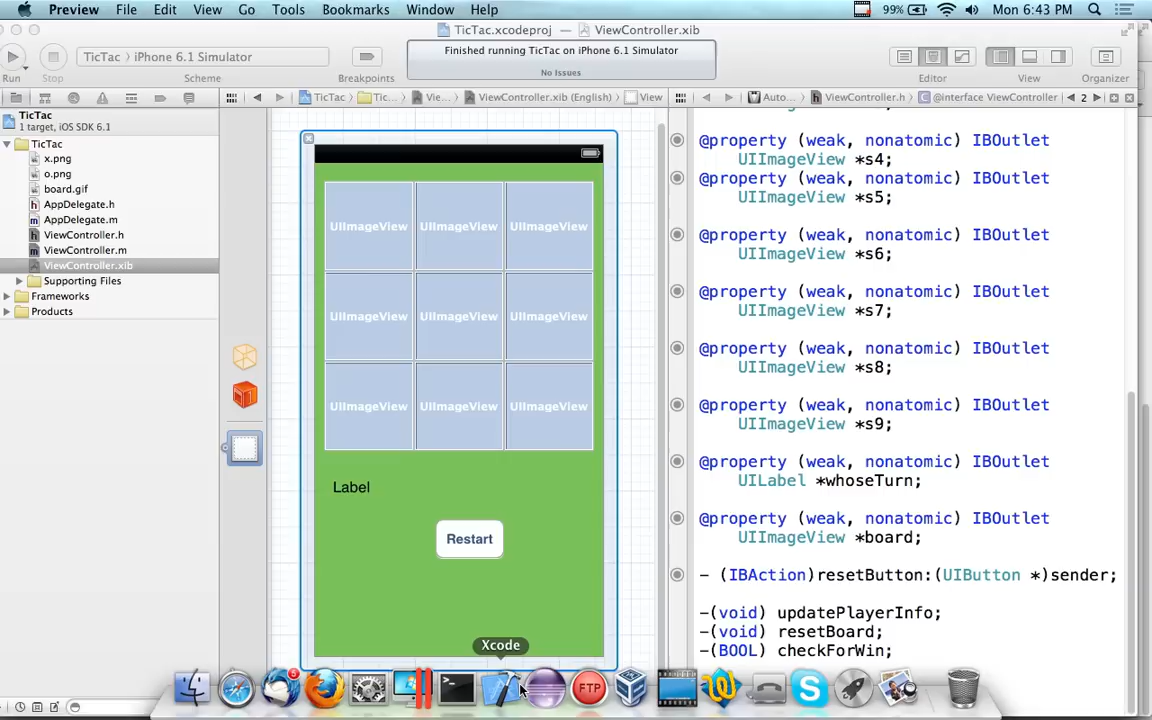 Preview File Edit View Go Tools Bookmarks Window Help
99% Mon 6:43 PM
TicTac.xcodeproj — ViewController.xib
Run Stop
TicTac › iPhone 6.1 Simulator
Scheme
Breakpoints
Finished running TicTac on iPhone 6.1 Simulator
No Issues
Editor View Organizer
TicTac Tic... Vie... ViewController.xib (English) View
Auto... ViewController.h @interface ViewController 2
TicTac
1 target, iOS SDK 6.1
TicTac
x.png
o.png
board.gif
AppDelegate.h
AppDelegate.m
ViewController.h
ViewController.m
ViewController.xib
Supporting Files
Frameworks
Products
UIImageView UIImageView UIImageView
UIImageView UIImageView UIImageView
UIImageView UIImageView UIImageView
Label
Restart
@property (weak, nonatomic) IBOutlet
UIImageView *s4;
@property (weak, nonatomic) IBOutlet
UIImageView *s5;
@property (weak, nonatomic) IBOutlet
UIImageView *s6;
@property (weak, nonatomic) IBOutlet
UIImageView *s7;
@property (weak, nonatomic) IBOutlet
UIImageView *s8;
@property (weak, nonatomic) IBOutlet
UIImageView *s9;
@property (weak, nonatomic) IBOutlet
UILabel *whoseTurn;
@property (weak, nonatomic) IBOutlet
UIImageView *board;
- (IBAction)resetButton:(UIButton *)sender;
-(void) updatePlayerInfo;
-(void) resetBoard;
-(BOOL) checkForWin;
Xcode
FTP